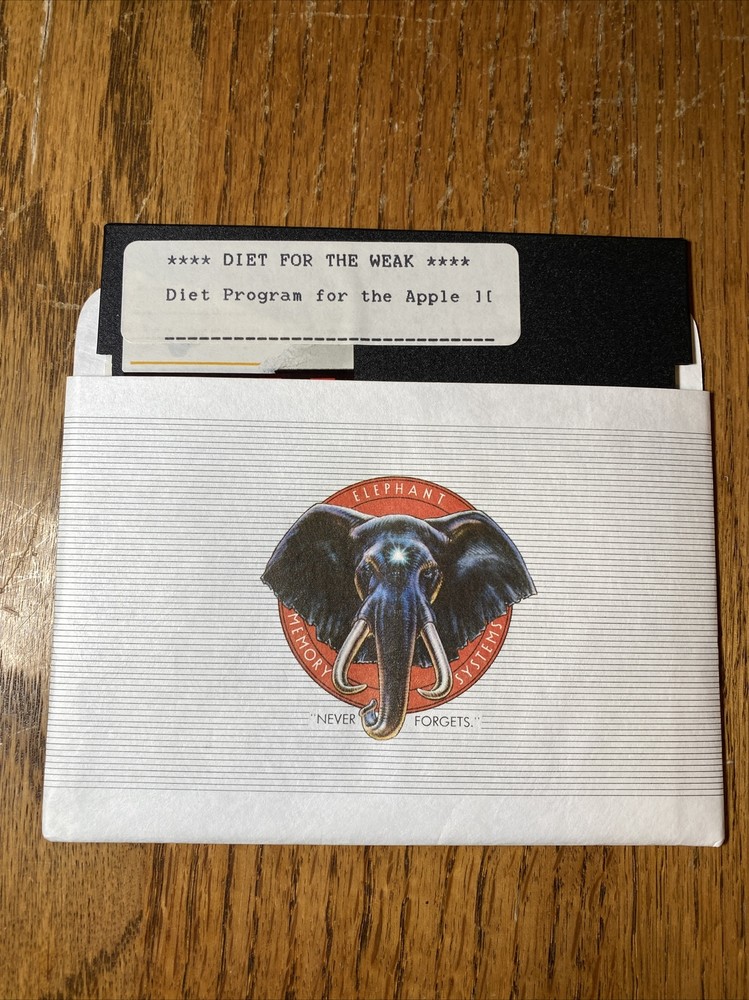 **** DIET FOR THE WEAK ****
Diet Program for the Apple ][
ELEPHANT
MEMORY SYSTEMS
"NEVER FORGETS."